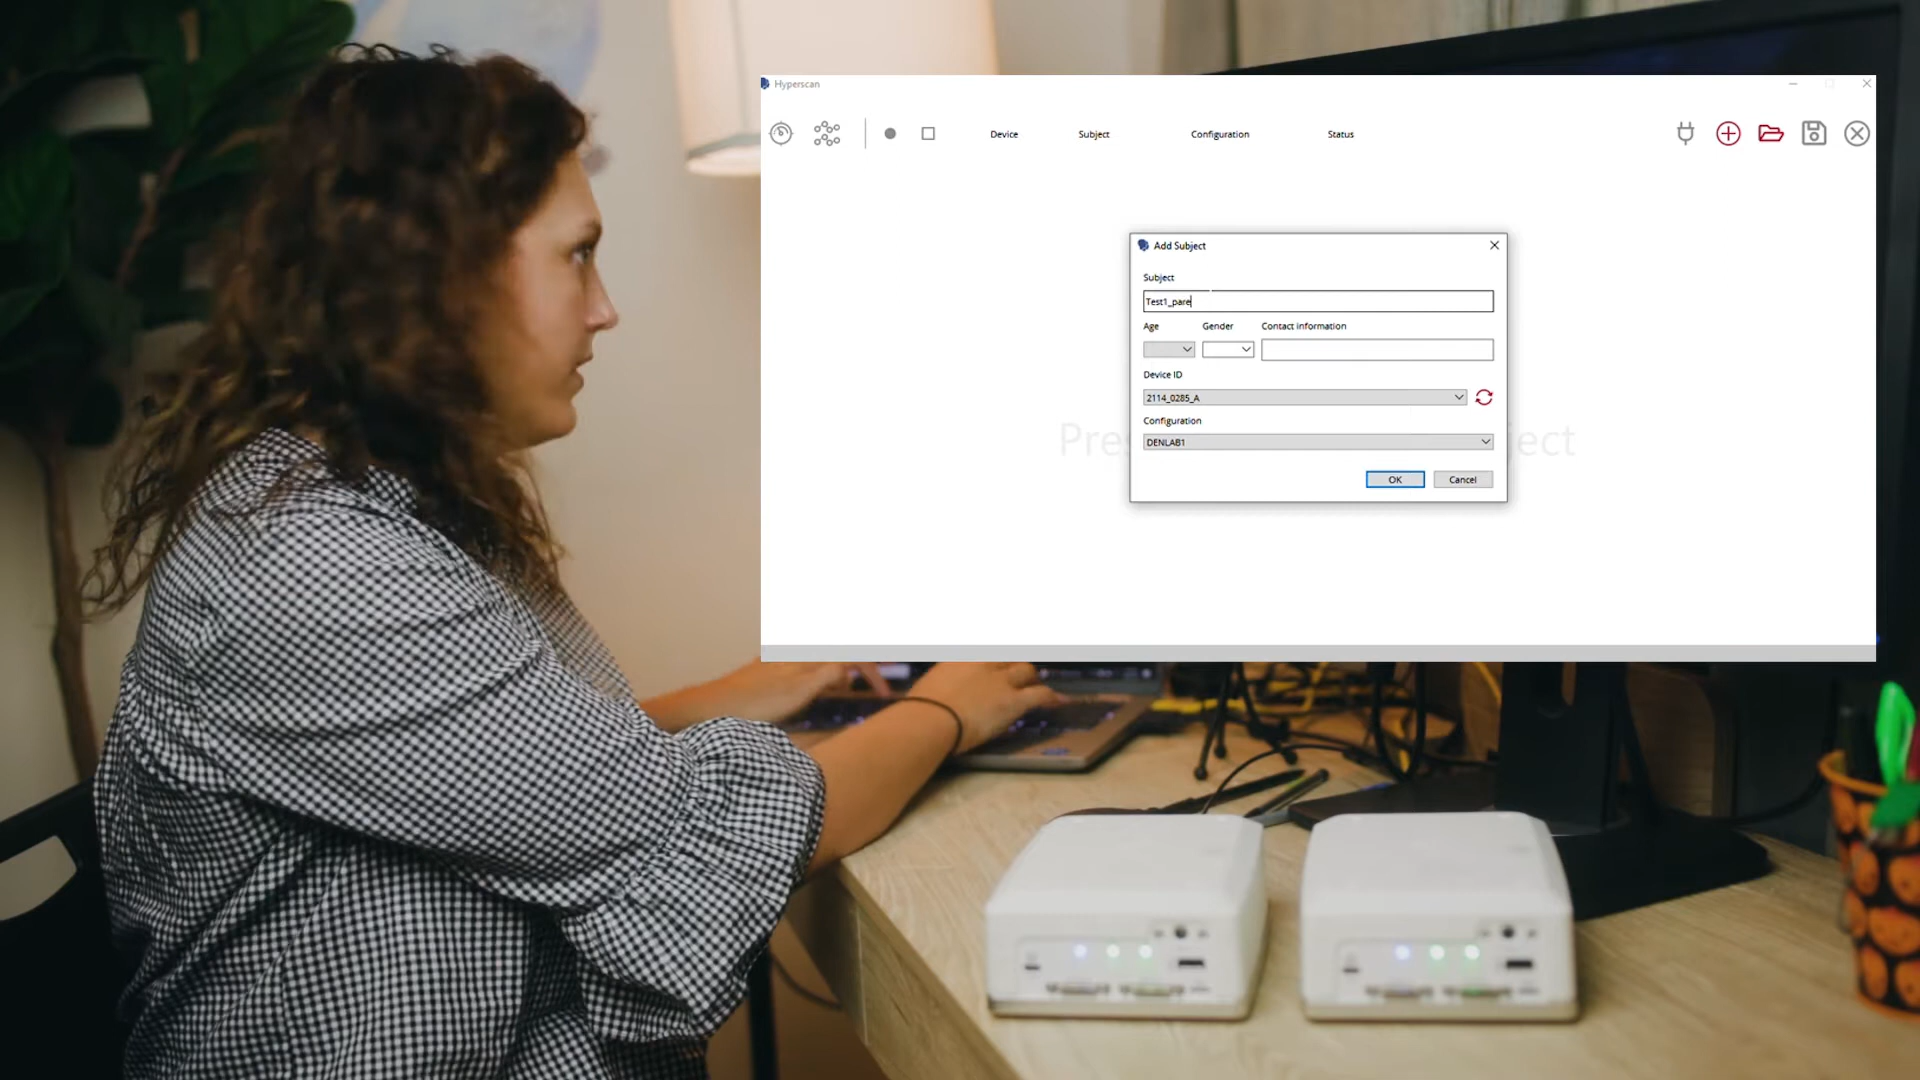 Hyperscan
Device Subject Configuration Status
Add Subject
Subject
Test1_pare
Age Gender Contact information
Device ID
2114_0285_A
Configuration
DENLAB1
OK Cancel